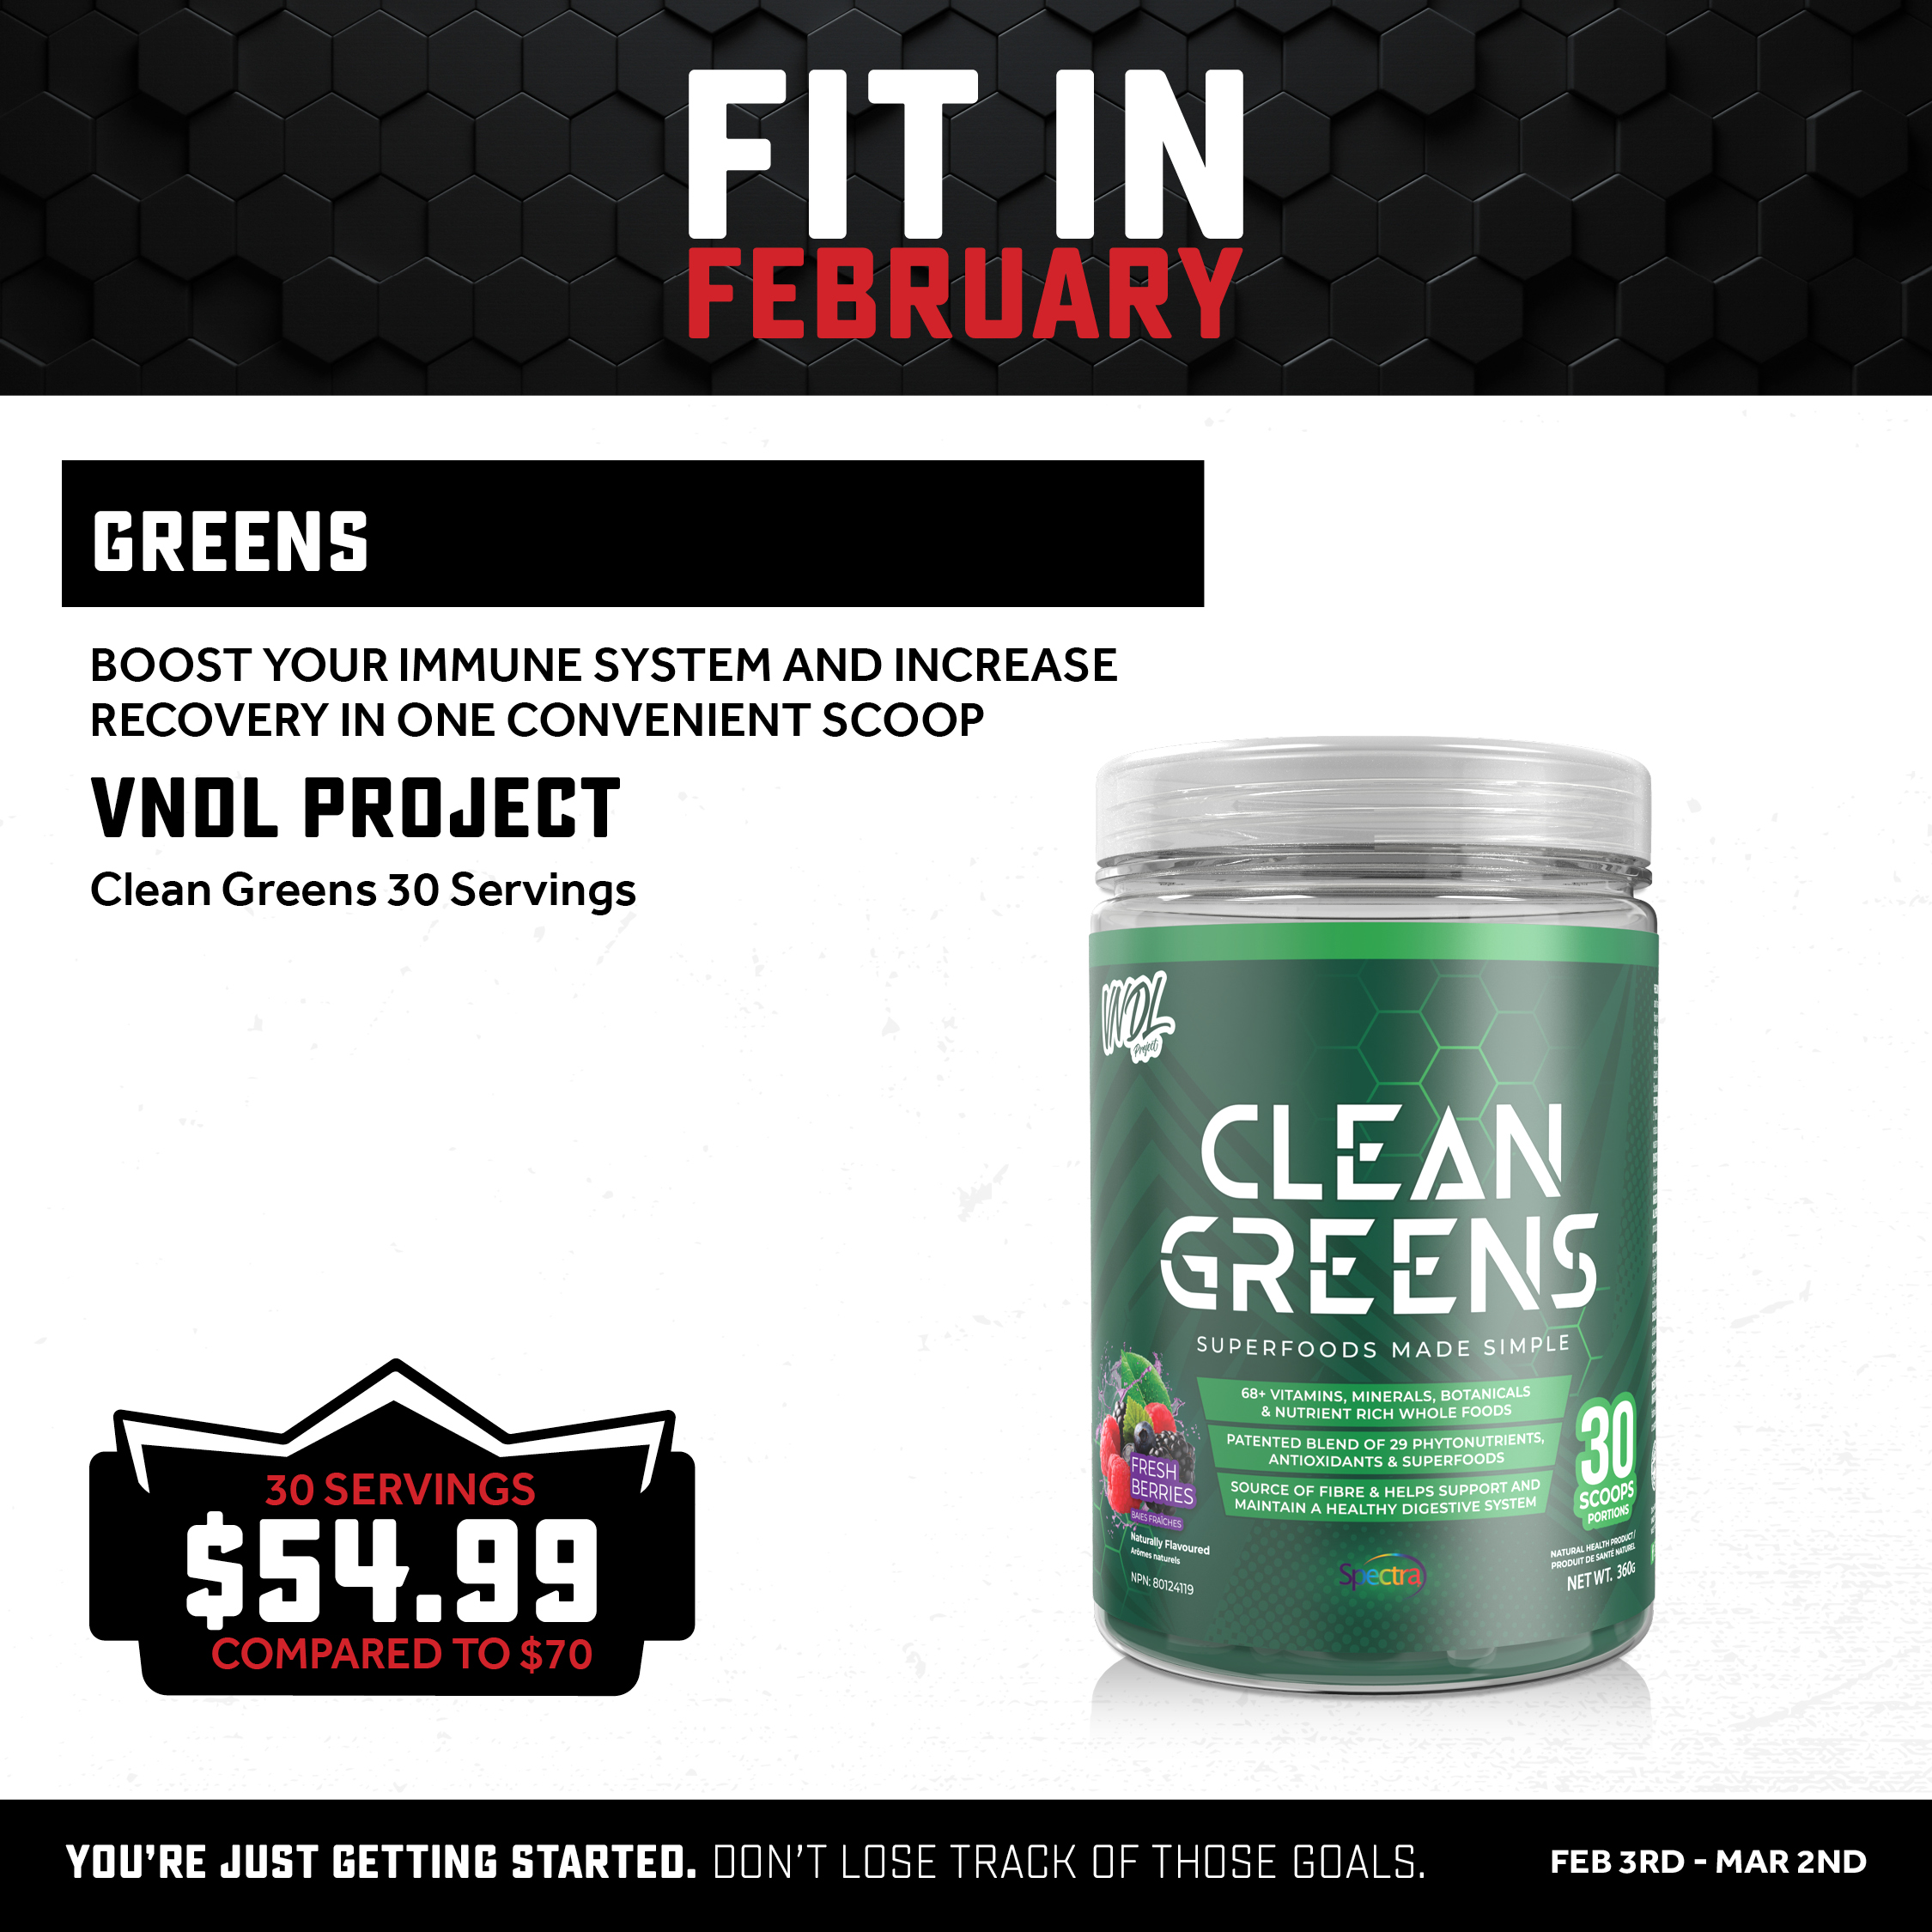 FIT IN
FEBRUARY
GREENS
BOOST YOUR IMMUNE SYSTEM AND INCREASE
RECOVERY IN ONE CONVENIENT SCOOP
VNDL PROJECT
Clean Greens 30 Servings
VNDL
Project
CLEAN
GREENS
SUPERFOODS MADE SIMPLE
68+ VITAMINS, MINERALS, BOTANICALS
& NUTRIENT RICH WHOLE FOODS
PATENTED BLEND OF 29 PHYTONUTRIENTS,
ANTIOXIDANTS & SUPERFOODS
SOURCE OF FIBRE & HELPS SUPPORT AND
MAINTAIN A HEALTHY DIGESTIVE SYSTEM
30
SCOOPS
PORTIONS
FRESH
BERRIES
BAIES FRAÎCHES
Naturally Flavoured
Arômes naturels
NPN: 80124119
Spectra
NATURAL HEALTH PRODUCT/
PRODUIT DE SANTÉ NATUREL
NET WT. 360g
30 SERVINGS
$54.99
COMPARED TO $70
YOU'RE JUST GETTING STARTED. DON'T LOSE TRACK OF THOSE GOALS.
FEB 3RD - MAR 2ND